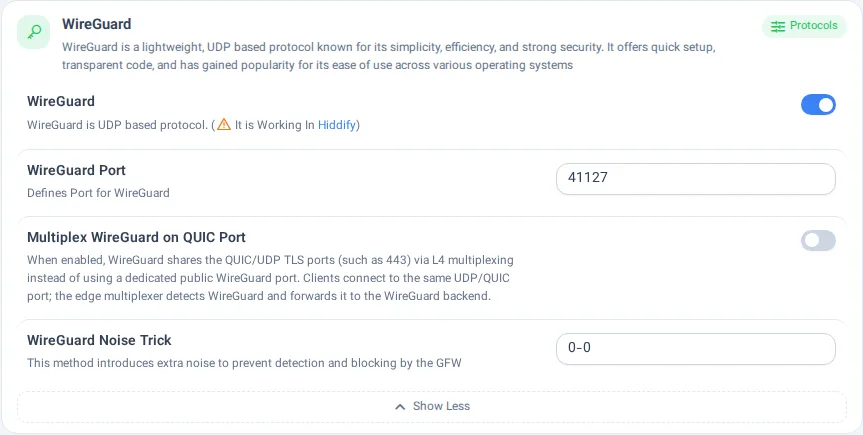 WireGuard
Protocols
WireGuard is a lightweight, UDP based protocol known for its simplicity, efficiency, and strong security. It offers quick setup,
transparent code, and has gained popularity for its ease of use across various operating systems
WireGuard
WireGuard is UDP based protocol. (⚠ It is Working In Hiddify)
WireGuard Port
41127
Defines Port for WireGuard
Multiplex WireGuard on QUIC Port
When enabled, WireGuard shares the QUIC/UDP TLS ports (such as 443) via L4 multiplexing
instead of using a dedicated public WireGuard port. Clients connect to the same UDP/QUIC
port; the edge multiplexer detects WireGuard and forwards it to the WireGuard backend.
WireGuard Noise Trick
0-0
This method introduces extra noise to prevent detection and blocking by the GFW
Show Less